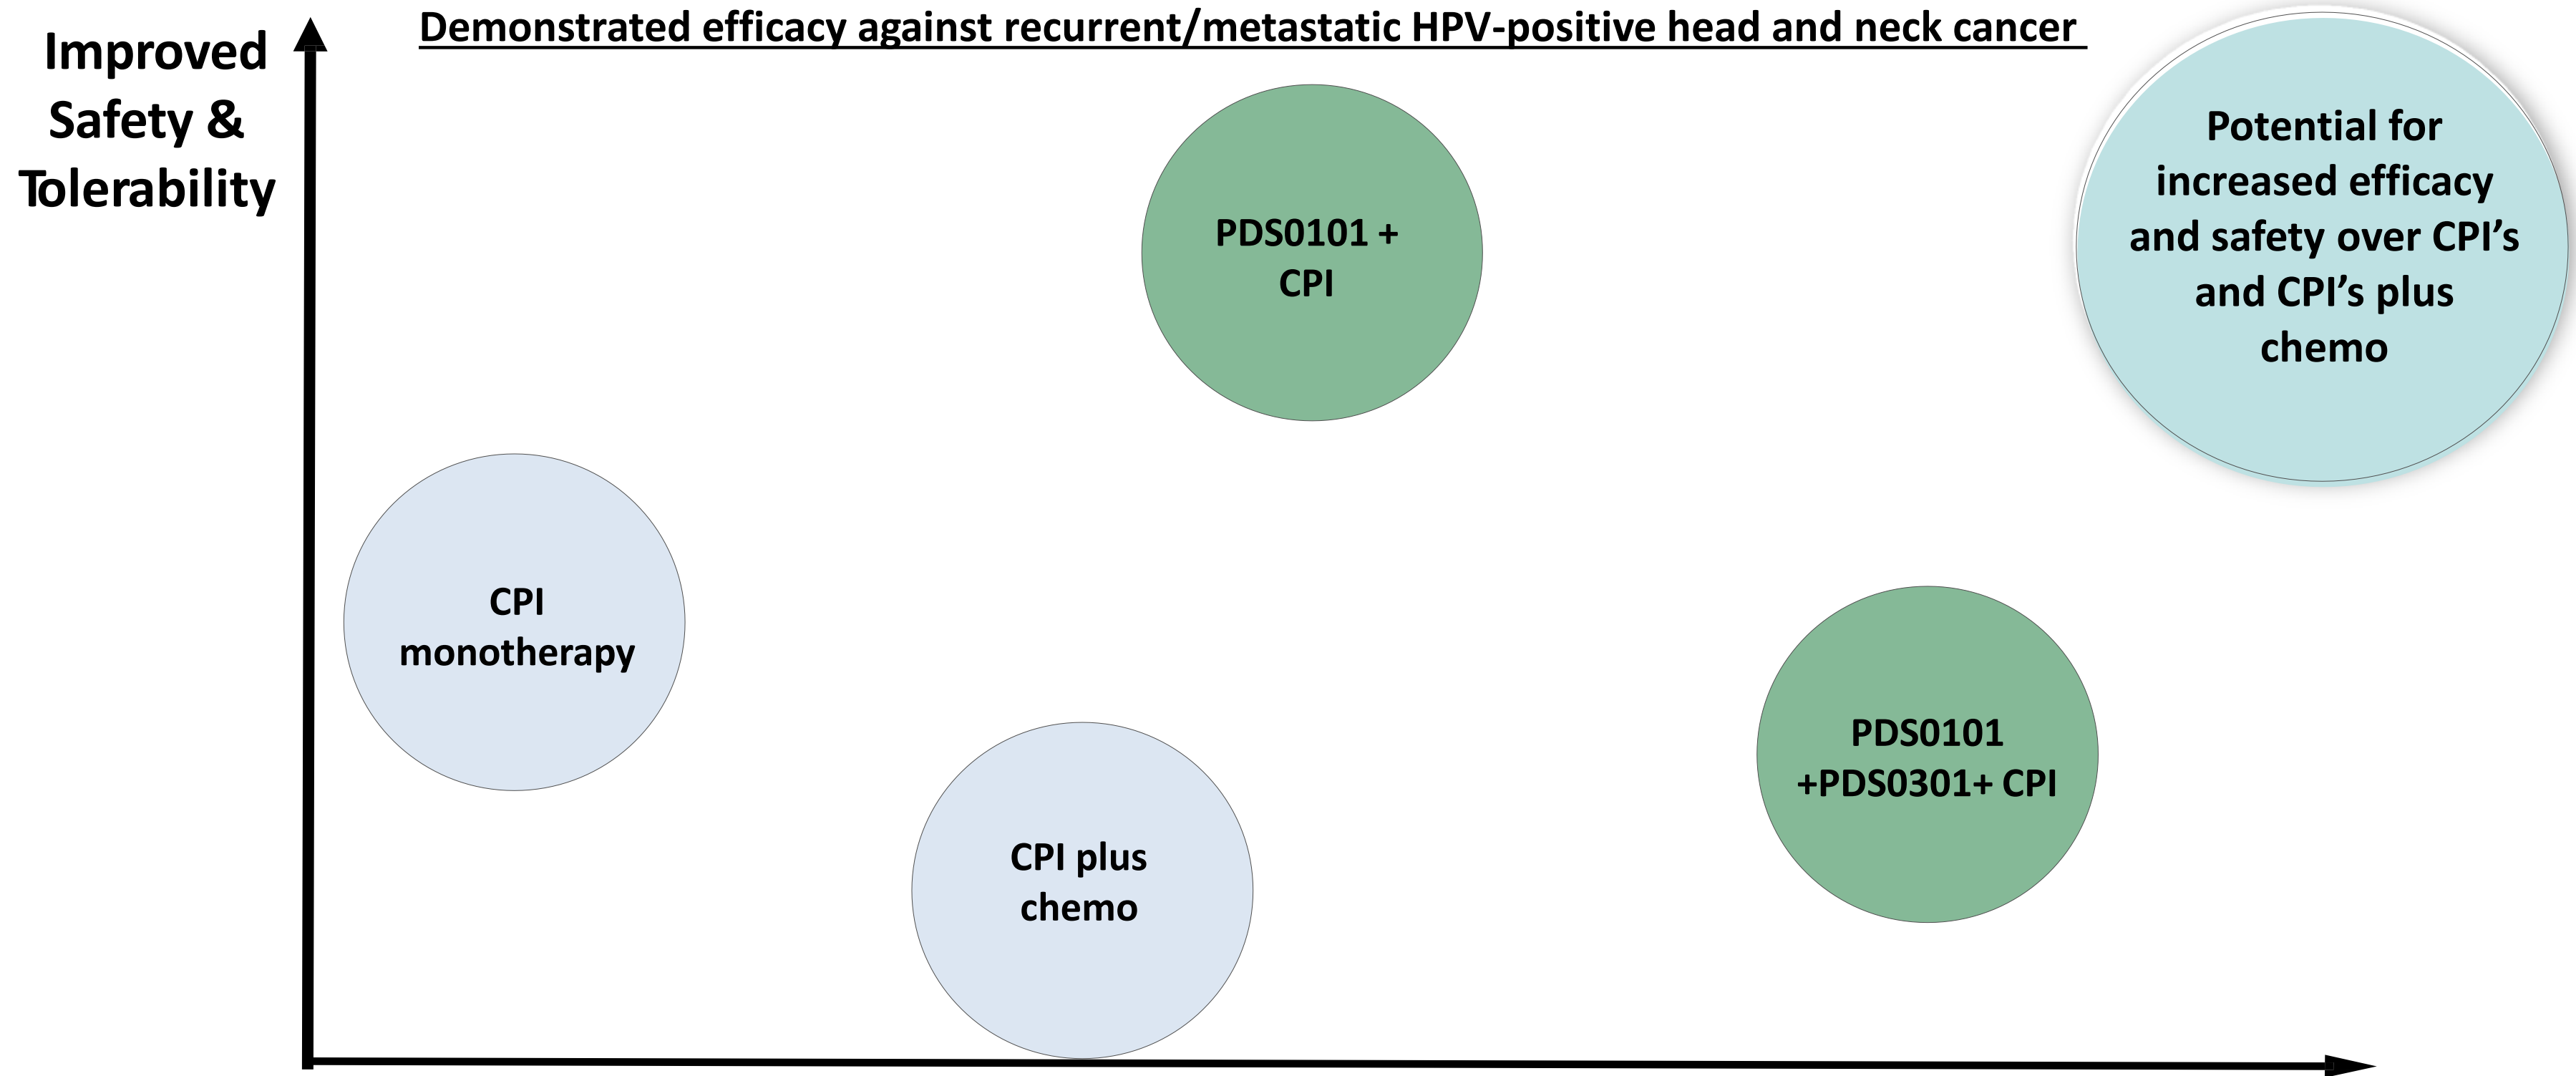 Demonstrated efficacy against recurrent/metastatic HPV-positive head and neck cancer
Improved
Safety &
Tolerability
Potential for
increased efficacy
and safety over CPI’s
and CPI’s plus
chemo
PDS0101 +
CPI
CPI
monotherapy
PDS0101
+PDS0301+ CPI
CPI plus
chemo